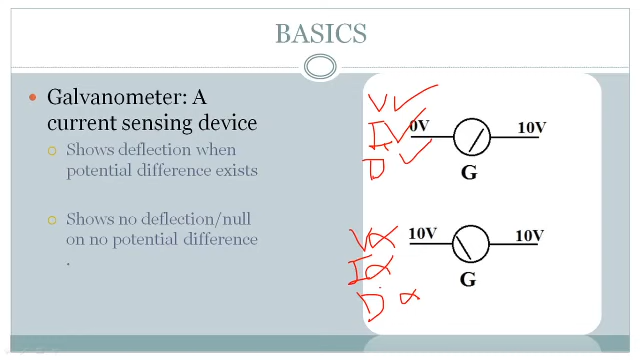 BASICS
Galvanometer: A
current sensing device
Shows deflection when
potential difference exists
Shows no deflection/null
on no potential difference
.
V ✓
I ✓ 0V 10V
D ✓
G
V × 10V 10V
I ×
G
D ×